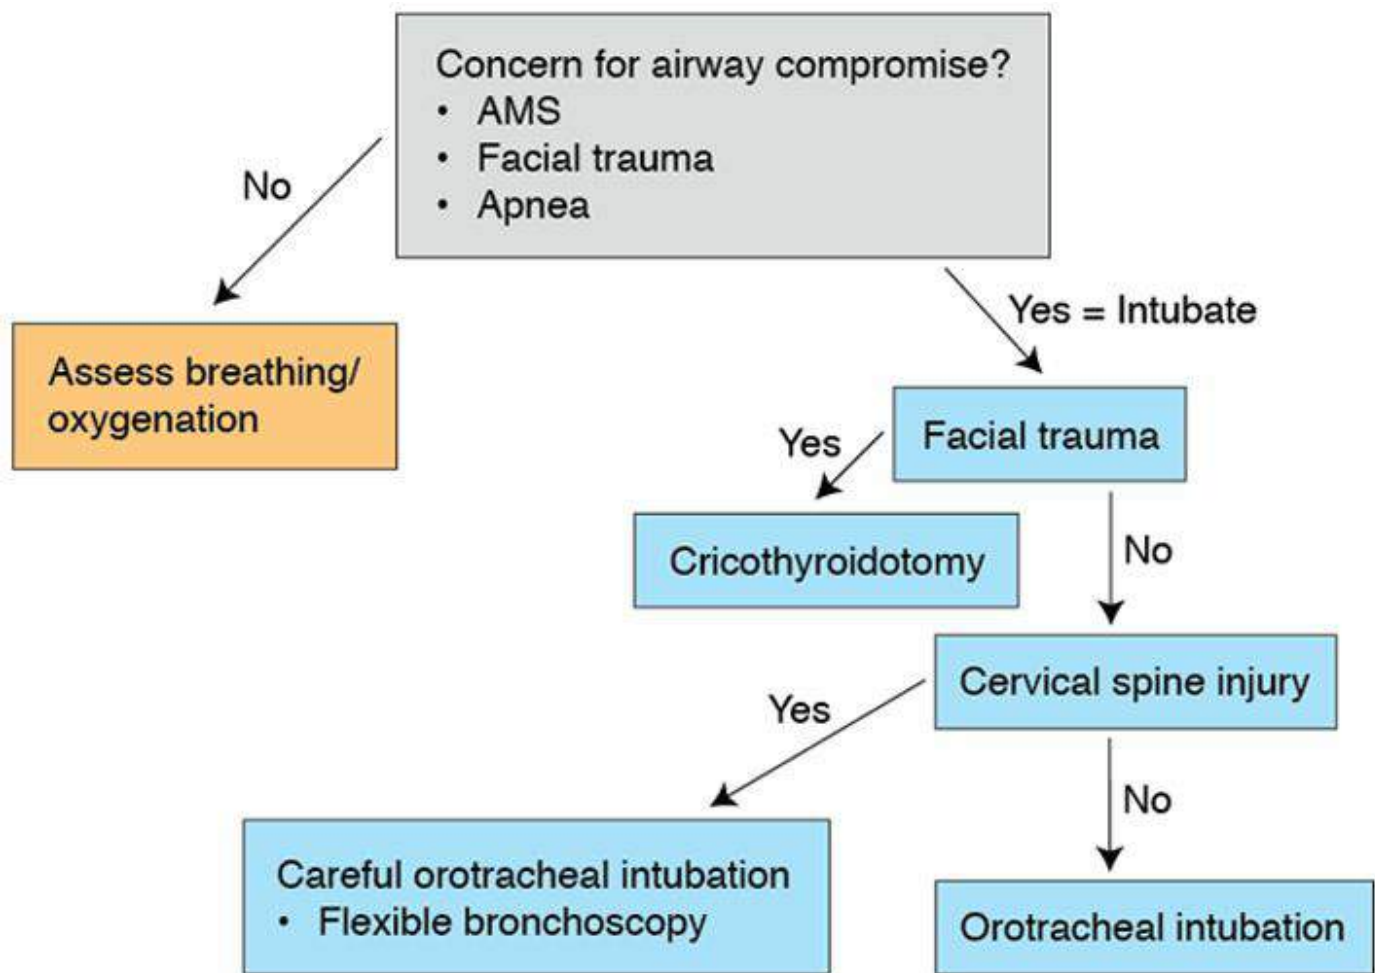 Concern for airway compromise?
• AMS
• Facial trauma
• Apnea
No
Yes = Intubate
Assess breathing/
oxygenation
Facial trauma
Yes
Cricothyroidotomy
No
Cervical spine injury
Yes
No
Careful orotracheal intubation
• Flexible bronchoscopy
Orotracheal intubation